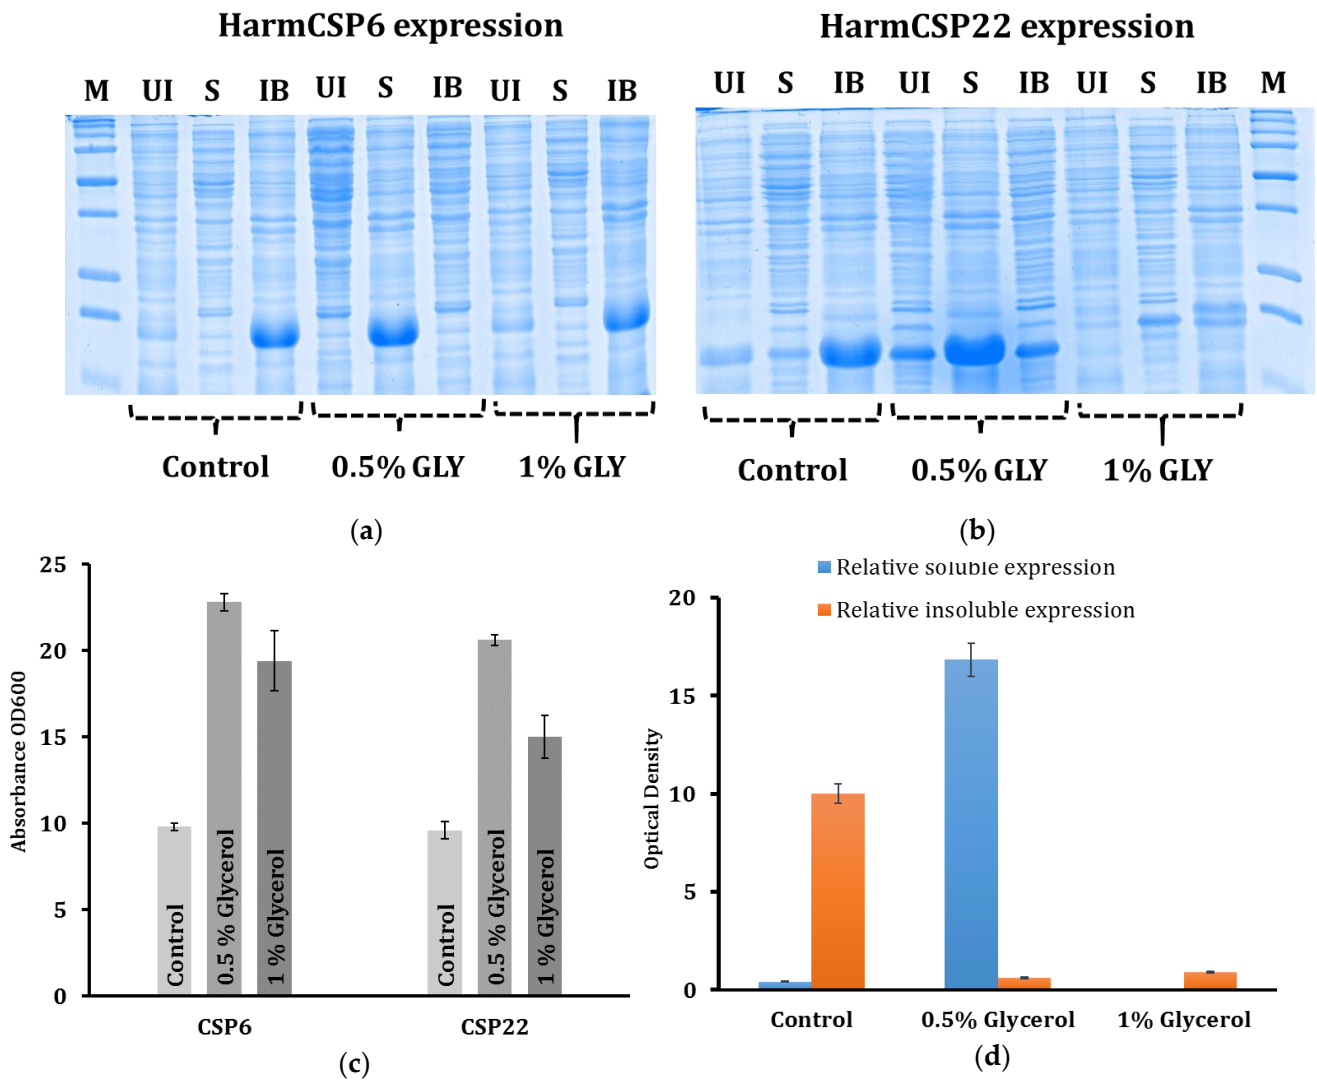 HarmCSP6 expression
M UI S IB UI S IB UI S IB
Control 0.5% GLY 1% GLY
(a)
HarmCSP22 expression
UI S IB UI S IB UI S IB M
Control 0.5% GLY 1% GLY
(b)
Absorbance OD600
25
20
15
10
5
0
Control
0.5 % Glycerol
1 % Glycerol
Control
0.5 % Glycerol
1 % Glycerol
CSP6 CSP22
(c)
Relative soluble expression
Relative insoluble expression
Optical Density
20
15
10
5
0
Control 0.5% Glycerol 1% Glycerol
(d)